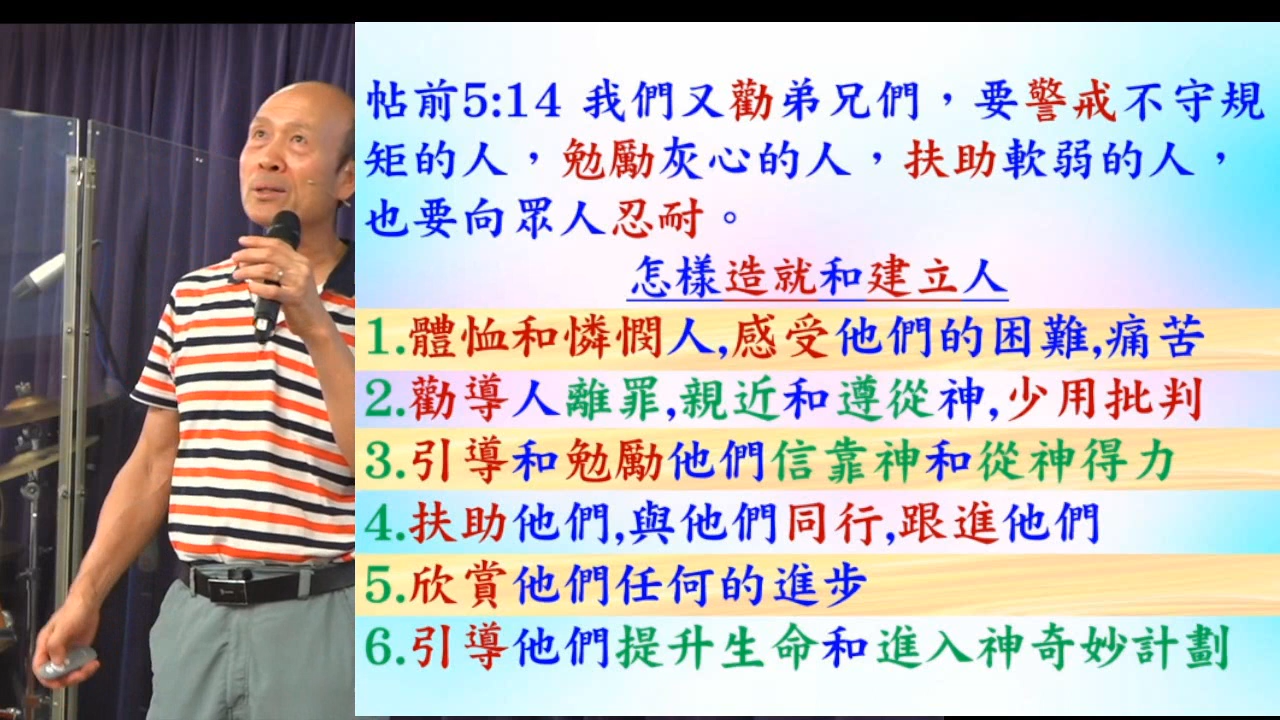 帖前5:14 我們又勸弟兄們，要警戒不守規
矩的人，勉勵灰心的人，扶助軟弱的人，
也要向眾人忍耐。
怎樣造就和建立人
1.體恤和憐憫人,感受他們的困難,痛苦
2.勸導人離罪,親近和遵從神,少用批判
3.引導和勉勵他們信靠神和從神得力
4.扶助他們,與他們同行,跟進他們
5.欣賞他們任何的進步
6.引導他們提升生命和進入神奇妙計劃